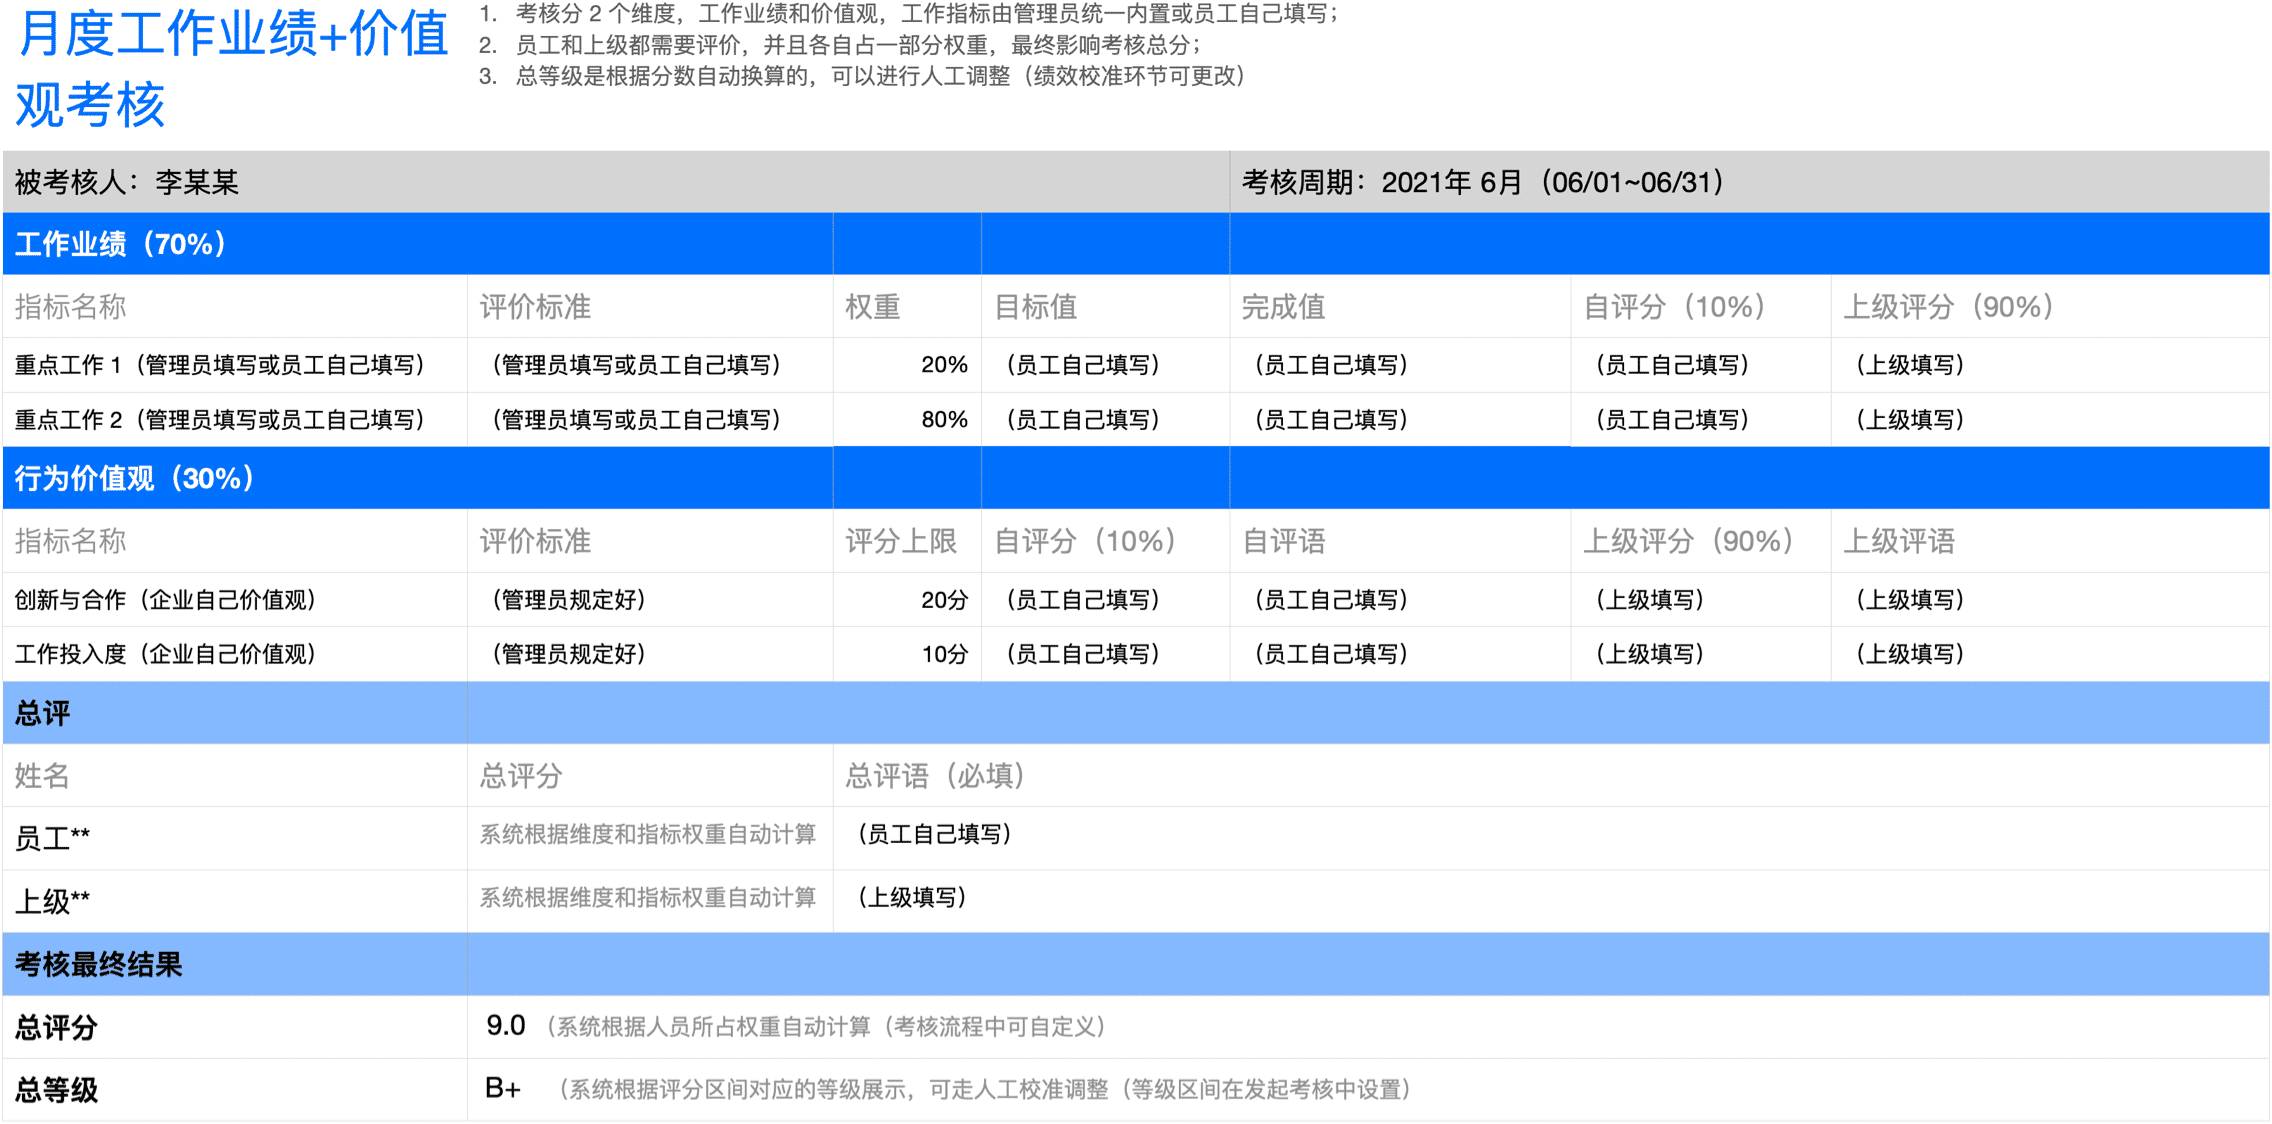 月度工作业绩+价值
观考核
1. 考核分 2 个维度，工作业绩和价值观，工作指标由管理员统一内置或员工自己填写；
2. 员工和上级都需要评价，并且各自占一部分权重，最终影响考核总分；
3. 总等级是根据分数自动换算的，可以进行人工调整（绩效校准环节可更改）
被考核人：李某某 考核周期：2021年 6月（06/01~06/31）
工作业绩（70%）
指标名称 评价标准 权重 目标值 完成值 自评分（10%） 上级评分（90%）
重点工作 1（管理员填写或员工自己填写） （管理员填写或员工自己填写） 20% （员工自己填写） （员工自己填写） （员工自己填写） （上级填写）
重点工作 2（管理员填写或员工自己填写） （管理员填写或员工自己填写） 80% （员工自己填写） （员工自己填写） （员工自己填写） （上级填写）
行为价值观（30%）
指标名称 评价标准 评分上限 自评分（10%） 自评语 上级评分（90%） 上级评语
创新与合作（企业自己价值观） （管理员规定好） 20分 （员工自己填写） （员工自己填写） （上级填写） （上级填写）
工作投入度（企业自己价值观） （管理员规定好） 10分 （员工自己填写） （员工自己填写） （上级填写） （上级填写）
总评
姓名 总评分 总评语（必填）
员工** 系统根据维度和指标权重自动计算 （员工自己填写）
上级** 系统根据维度和指标权重自动计算 （上级填写）
考核最终结果
总评分 9.0 （系统根据人员所占权重自动计算（考核流程中可自定义）
总等级 B+ （系统根据评分区间对应的等级展示，可走人工校准调整（等级区间在发起考核中设置）